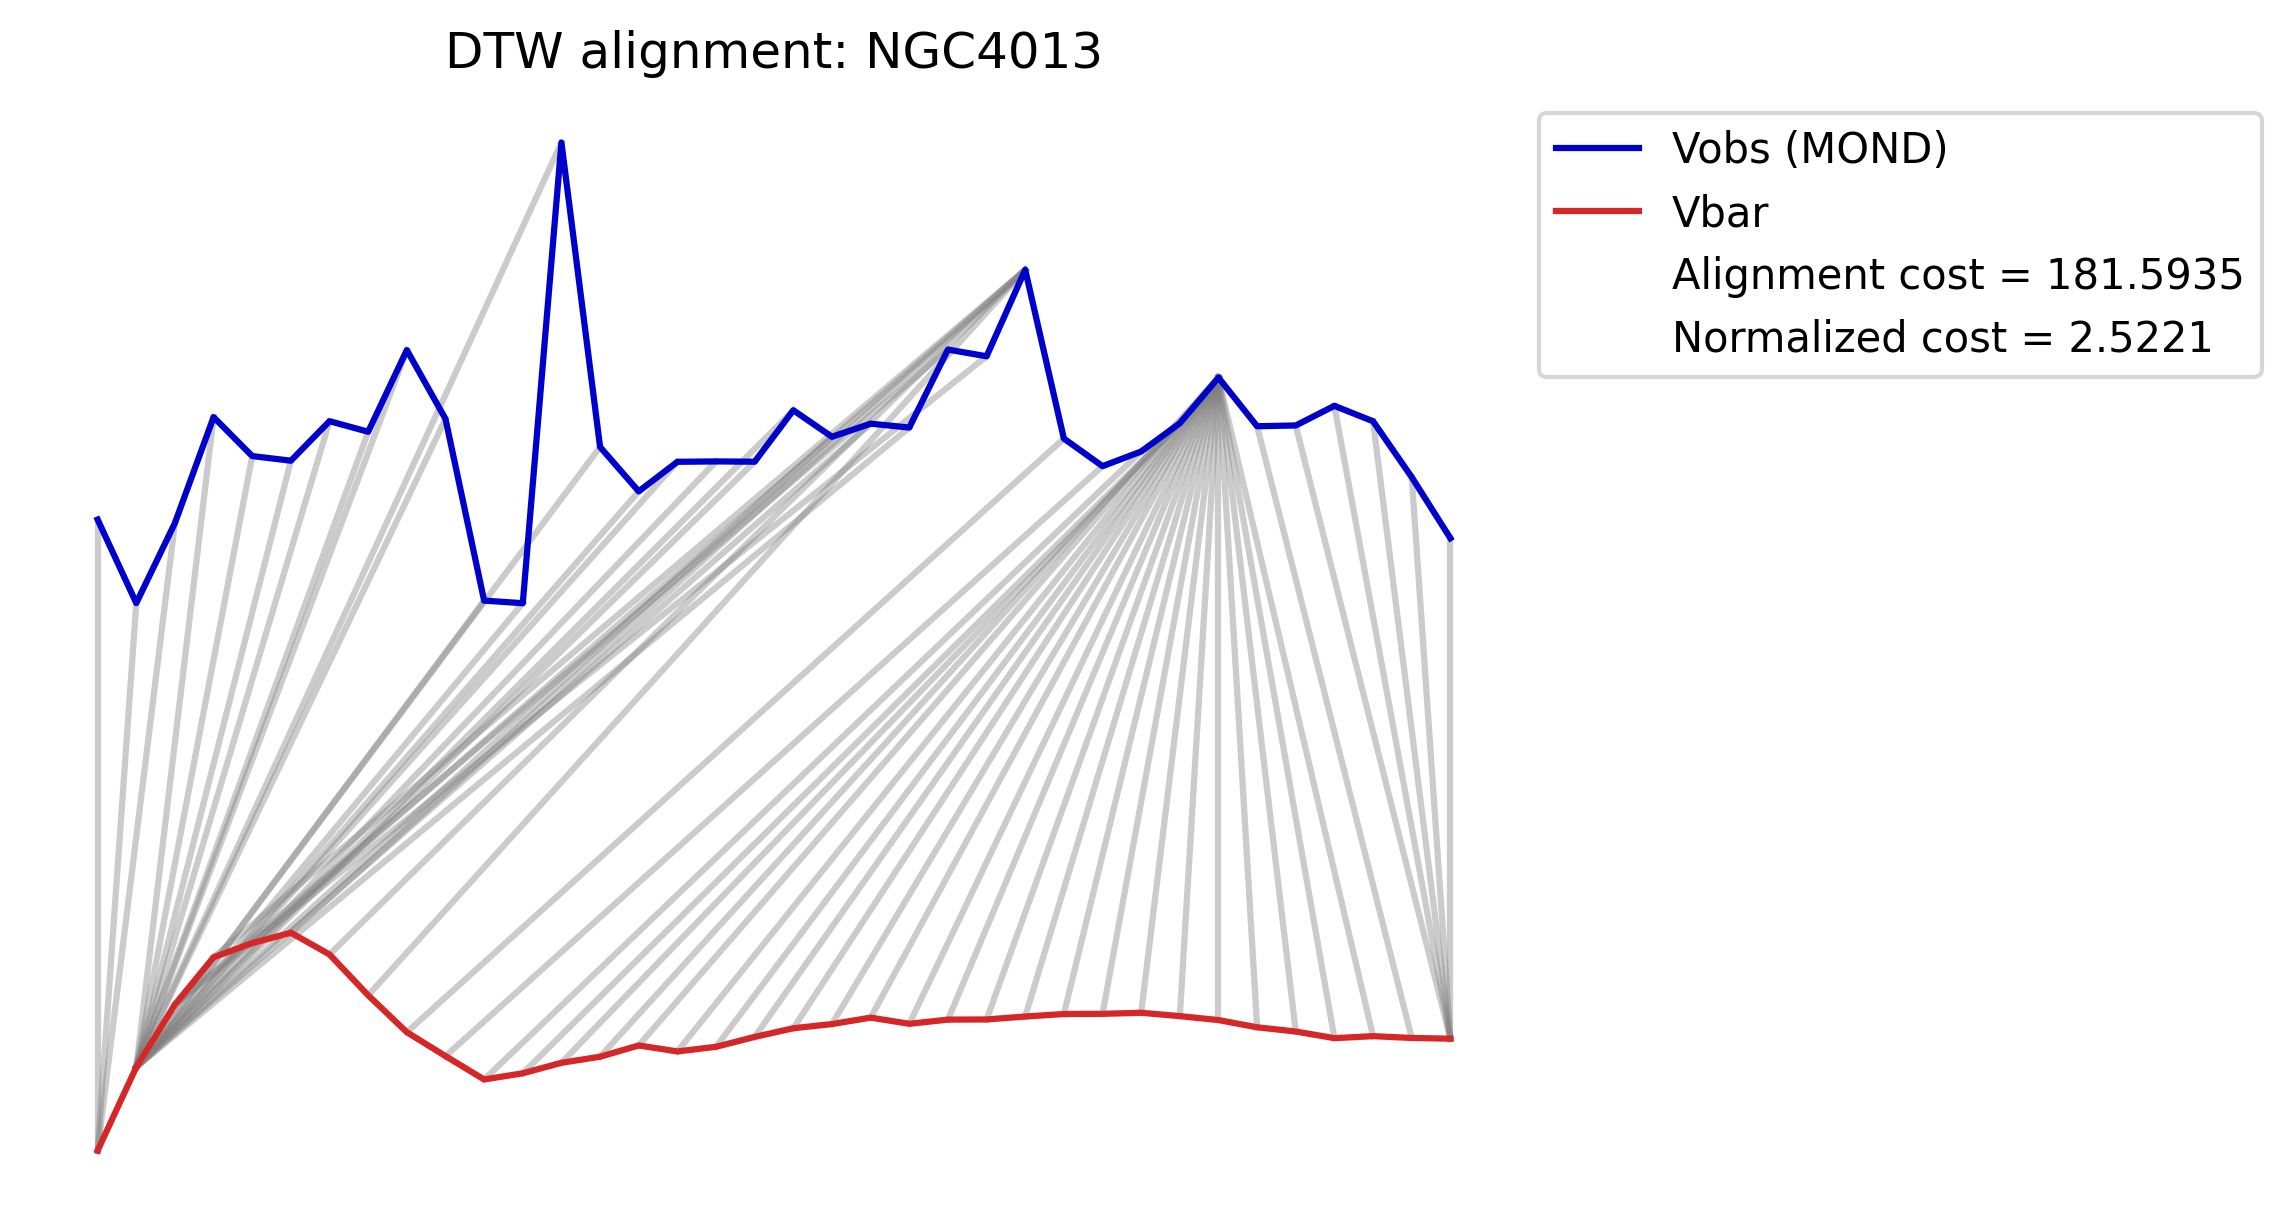 DTW alignment: NGC4013
Vobs (MOND)
Vbar
Alignment cost = 181.5935
Normalized cost = 2.5221